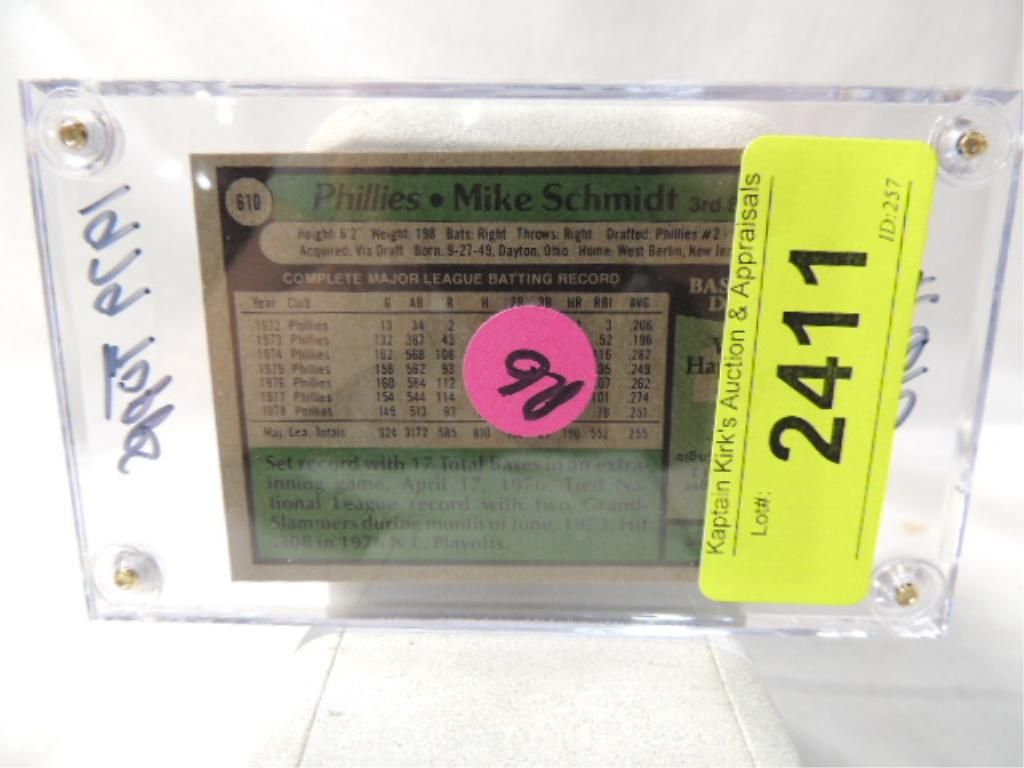 610
Phillies • Mike Schmidt 3rd
Height: 6'2" Weight: 198 Bats: Right Throws: Right Drafted: Phillies #2 -
Acquired: Via Draft Born: 9-27-49, Dayton, Ohio Home: West Berlin, New
COMPLETE MAJOR LEAGUE BATTING RECORD
Year Club G AB R H 2B 3B HR RBI AVG
1972 Phillies 13 34 2 3 .206
1973 Phillies 132 367 43 52 .196
1974 Phillies 162 568 108 .282
1975 Phillies 158 562 93 .249
1976 Phillies 160 584 112 .262
1977 Phillies 154 544 114 101 .274
1978 Phillies 145 513 93 78 .251
Maj. Lea. Totals 924 3172 585 810 190 552 .255
Set record with 17 Total Bases in an extra-
inning game, April 17, 1976. Tied Na-
tional League record with two Grand-
Slammers during month of June, 1973. Hit
.308 in 1976 N.L. Playoffs.
Kaptain Kirk's Auction & Appraisals
Lot#:
2411
ID:257